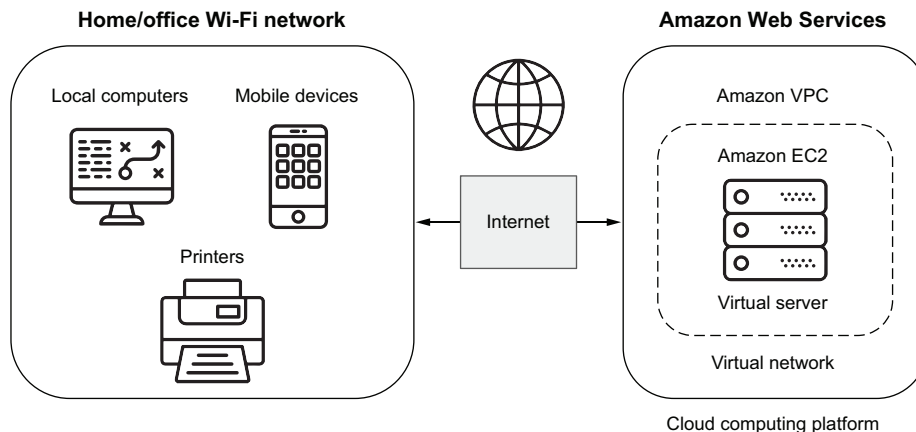 Home/office Wi-Fi network
Local computers
Mobile devices
Printers
Internet
Amazon Web Services
Amazon VPC
Amazon EC2
Virtual server
Virtual network
Cloud computing platform